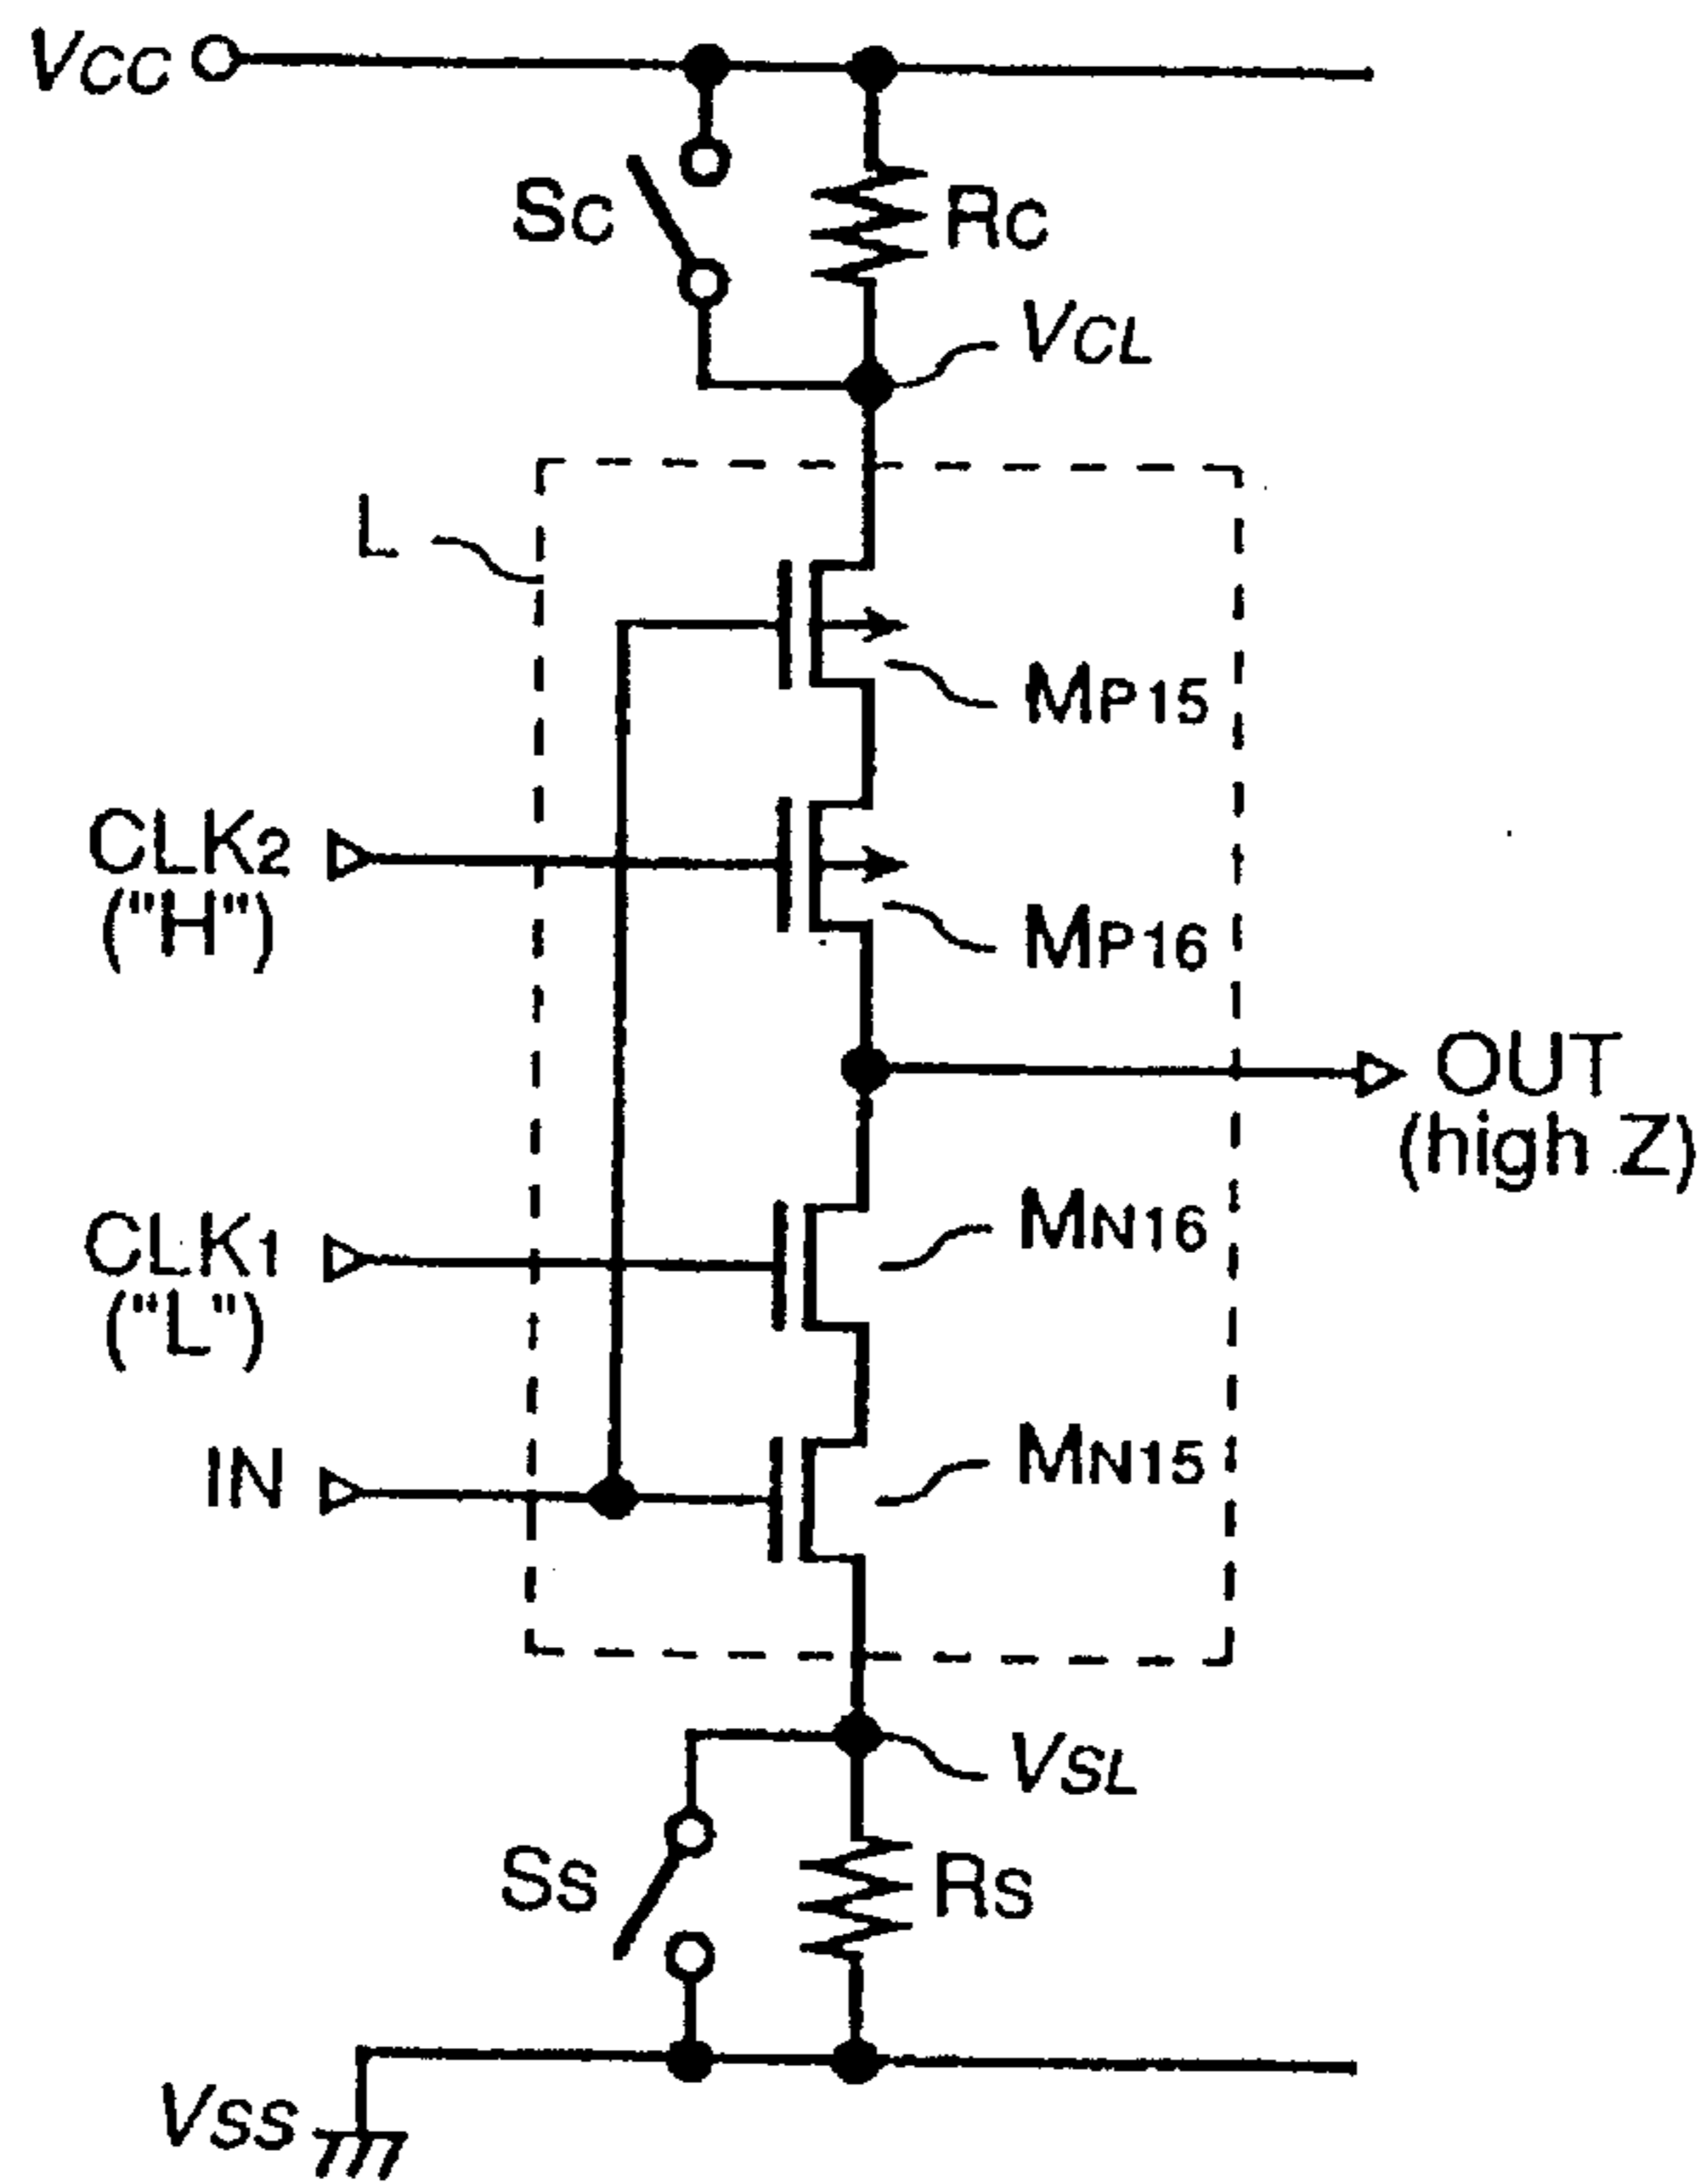 VCC
SC
RC
VCL
L
MP15
CLK2
("H")
MP16
OUT
(high Z)
CLK1
("L")
MN16
IN
MN15
VSL
SS
RS
VSS